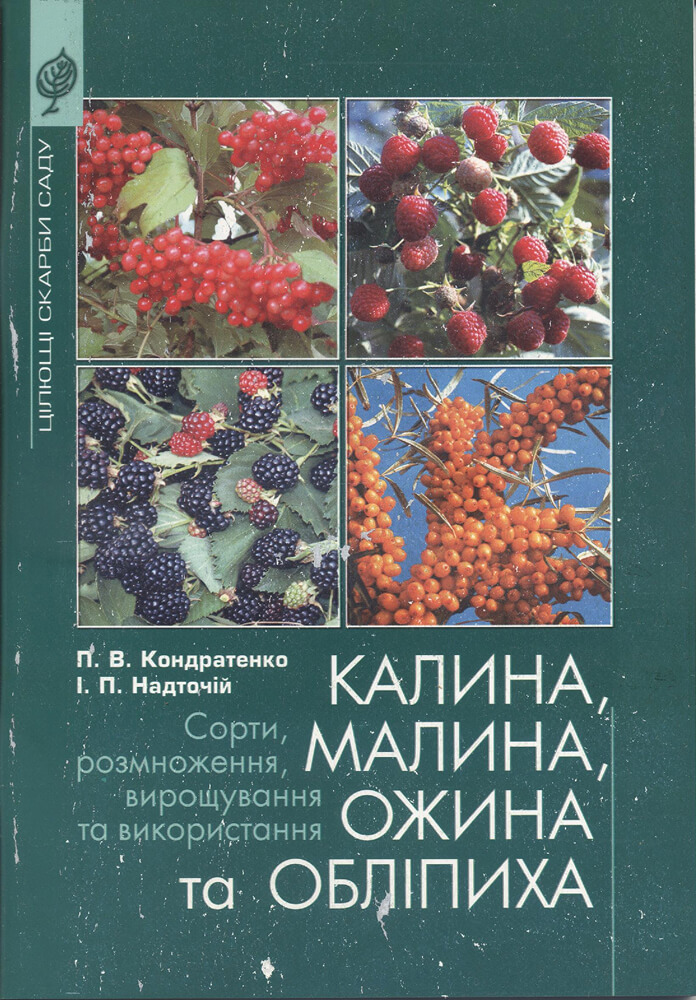 ЦІЛЮЩІ СКАРБИ САДУ
П. В. Кондратенко
І. П. Надточій
КАЛИНА,
МАЛИНА,
ОЖИНА
та ОБЛІПИХА
Сорти,
розмноження,
вирощування
та використання